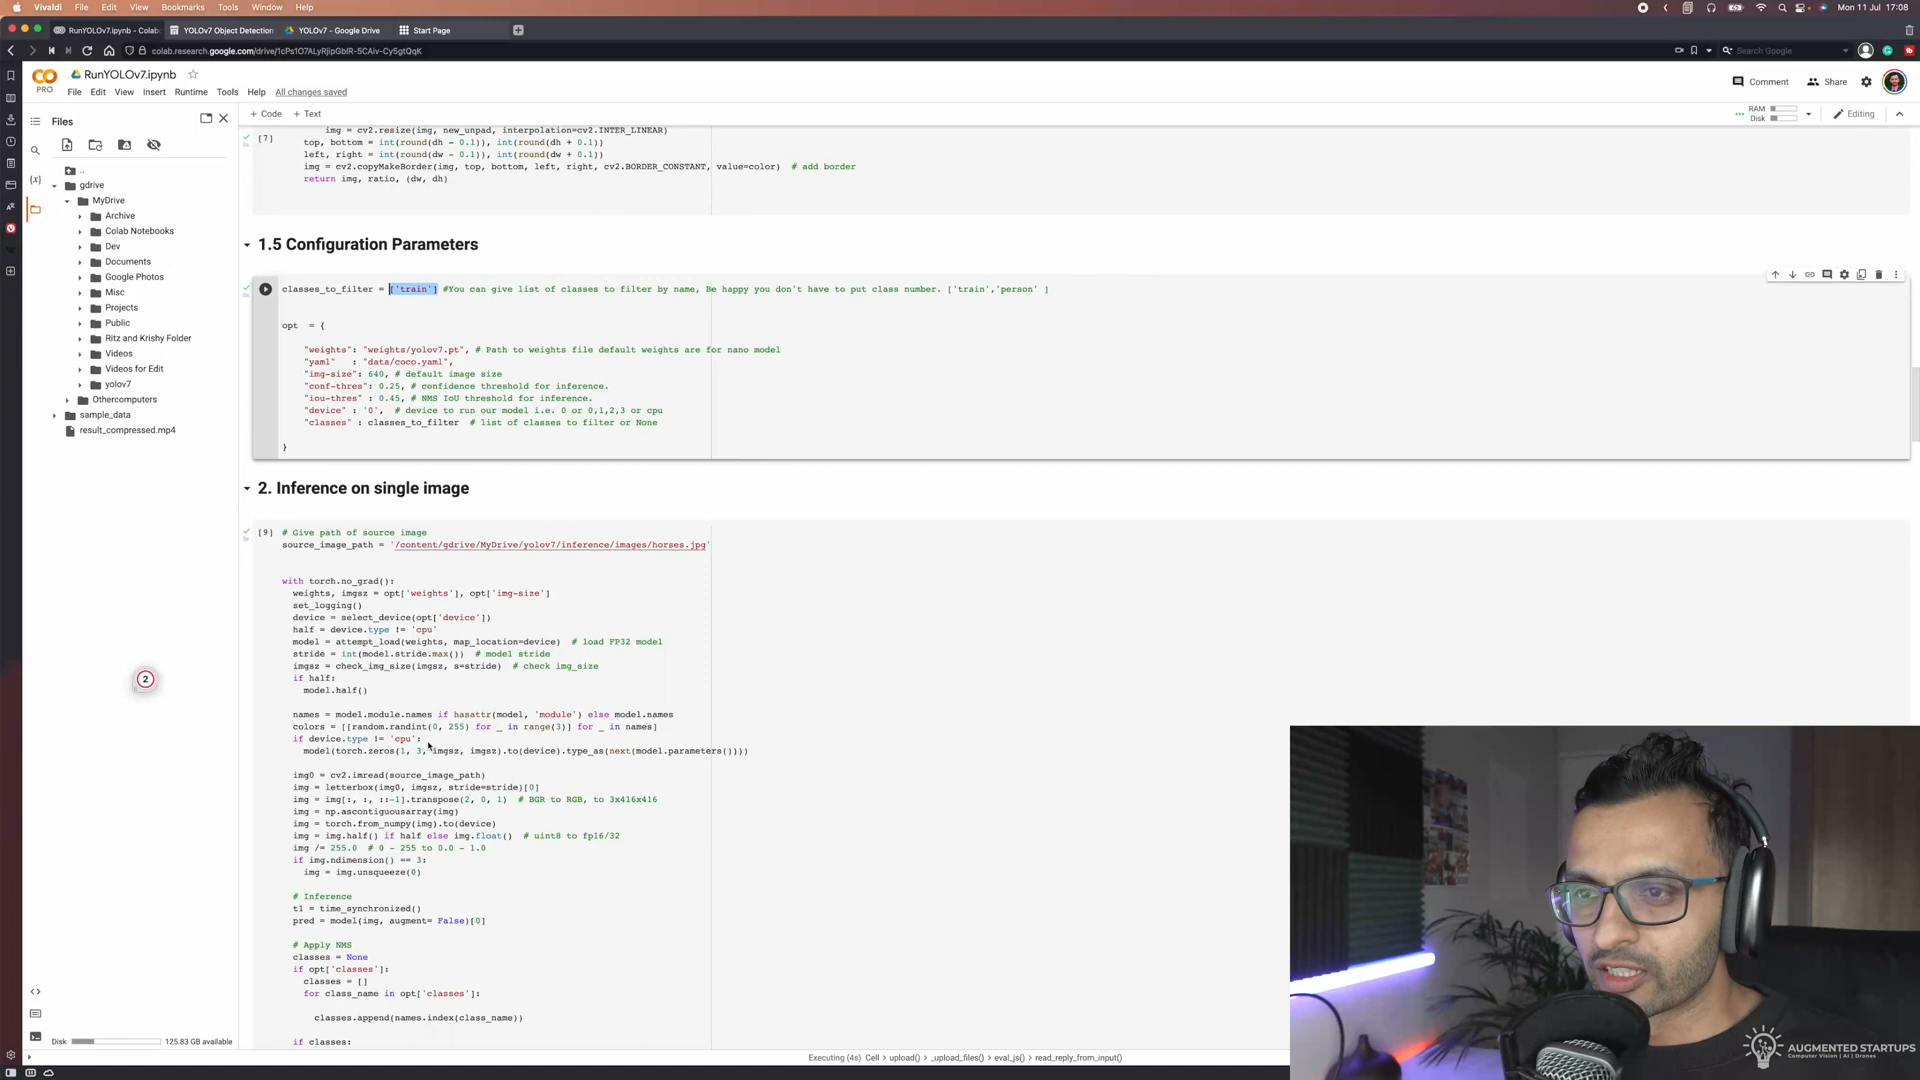 Vivaldi File Edit View Bookmarks Tools Window Help
Mon 11 Jul 17:08
RunYOLOv7.ipynb - Colab
YOLOv7 Object Detection
YOLOv7 - Google Drive
Start Page
Search Google
CO PRO
RunYOLOv7.ipynb
File Edit View Insert Runtime Tools Help All changes saved
Comment Share
+ Code + Text
RAM
Disk
Editing
Files
..
gdrive
MyDrive
Archive
Colab Notebooks
Dev
Documents
Google Photos
Misc
Projects
Public
Ritz and Krishy Folder
Videos
Videos for Edit
yolov7
Othercomputers
sample_data
result_compressed.mp4
2
Disk 125.83 GB available
[7]
img = cv2.resize(img, new_unpad, interpolation=cv2.INTER_LINEAR)
top, bottom = int(round(dh - 0.1)), int(round(dh + 0.1))
left, right = int(round(dw - 0.1)), int(round(dw + 0.1))
img = cv2.copyMakeBorder(img, top, bottom, left, right, cv2.BORDER_CONSTANT, value=color) # add border
return img, ratio, (dw, dh)
1.5 Configuration Parameters
classes_to_filter = ['train'] #You can give list of classes to filter by name, Be happy you don't have to put class number. ['train','person' ]
opt = {
"weights": "weights/yolov7.pt", # Path to weights file default weights are for nano model
"yaml" : "data/coco.yaml",
"img-size": 640, # default image size
"conf-thres": 0.25, # confidence threshold for inference.
"iou-thres" : 0.45, # NMS IoU threshold for inference.
"device" : '0', # device to run our model i.e. 0 or 0,1,2,3 or cpu
"classes" : classes_to_filter # list of classes to filter or None
}
2. Inference on single image
[9] # Give path of source image
source_image_path = '/content/gdrive/MyDrive/yolov7/inference/images/horses.jpg'
with torch.no_grad():
weights, imgsz = opt['weights'], opt['img-size']
set_logging()
device = select_device(opt['device'])
half = device.type != 'cpu'
model = attempt_load(weights, map_location=device) # load FP32 model
stride = int(model.stride.max()) # model stride
imgsz = check_img_size(imgsz, s=stride) # check img_size
if half:
model.half()
names = model.module.names if hasattr(model, 'module') else model.names
colors = [[random.randint(0, 255) for _ in range(3)] for _ in names]
if device.type != 'cpu':
model(torch.zeros(1, 3, imgsz, imgsz).to(device).type_as(next(model.parameters())))
img0 = cv2.imread(source_image_path)
img = letterbox(img0, imgsz, stride=stride)[0]
img = img[:, :, ::-1].transpose(2, 0, 1) # BGR to RGB, to 3x416x416
img = np.ascontiguousarray(img)
img = torch.from_numpy(img).to(device)
img = img.half() if half else img.float() # uint8 to fp16/32
img /= 255.0 # 0 - 255 to 0.0 - 1.0
if img.ndimension() == 3:
img = img.unsqueeze(0)
# Inference
t1 = time_synchronized()
pred = model(img, augment= False)[0]
# Apply NMS
classes = None
if opt['classes']:
classes = []
for class_name in opt['classes']:
classes.append(names.index(class_name))
if classes:
Executing (4s) Cell > upload() > _upload_files() > eval_js() > read_reply_from_input()
AUGMENTED STARTUPS
Computer Vision | AI | Drones